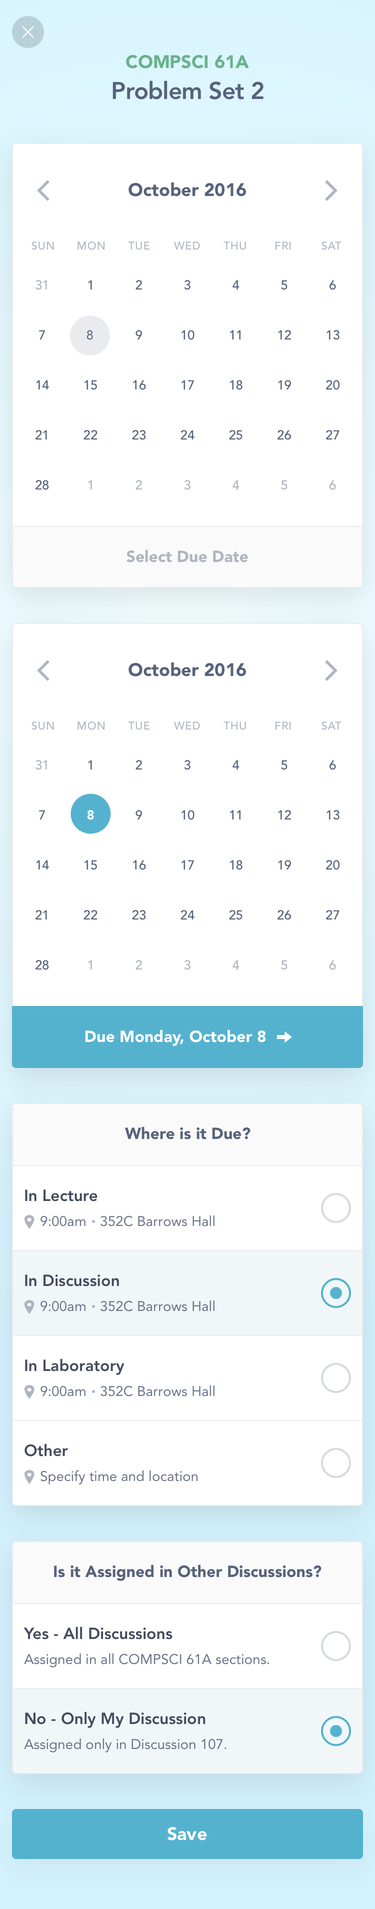 COMPSCI 61A
Problem Set 2
October 2016
SUN MON TUE WED THU FRI SAT
31 1 2 3 4 5 6
7 8 9 10 11 12 13
14 15 16 17 18 19 20
21 22 23 24 25 26 27
28 1 2 3 4 5 6
Select Due Date
October 2016
SUN MON TUE WED THU FRI SAT
31 1 2 3 4 5 6
7 8 9 10 11 12 13
14 15 16 17 18 19 20
21 22 23 24 25 26 27
28 1 2 3 4 5 6
Due Monday, October 8 ➡
Where is it Due?
In Lecture
9:00am • 352C Barrows Hall
In Discussion
9:00am • 352C Barrows Hall
In Laboratory
9:00am • 352C Barrows Hall
Other
Specify time and location
Is it Assigned in Other Discussions?
Yes - All Discussions
Assigned in all COMPSCI 61A sections.
No - Only My Discussion
Assigned only in Discussion 107.
Save